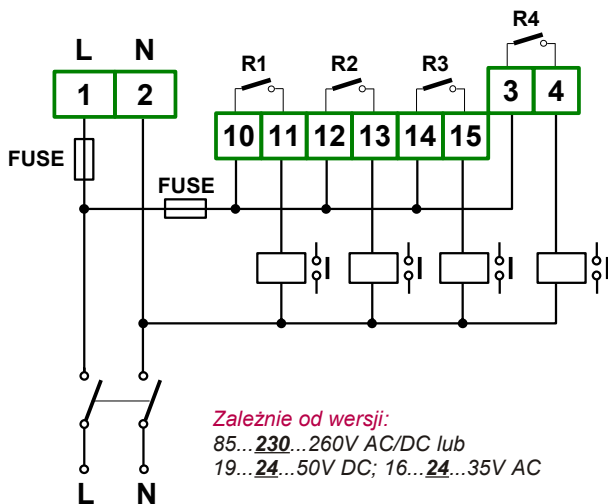 R4
L N
R1 R2 R3
1 2
3 4
10 11 12 13 14 15
FUSE
FUSE
Zależnie od wersji:
85...230...260V AC/DC lub
19...24...50V DC; 16...24...35V AC
L N